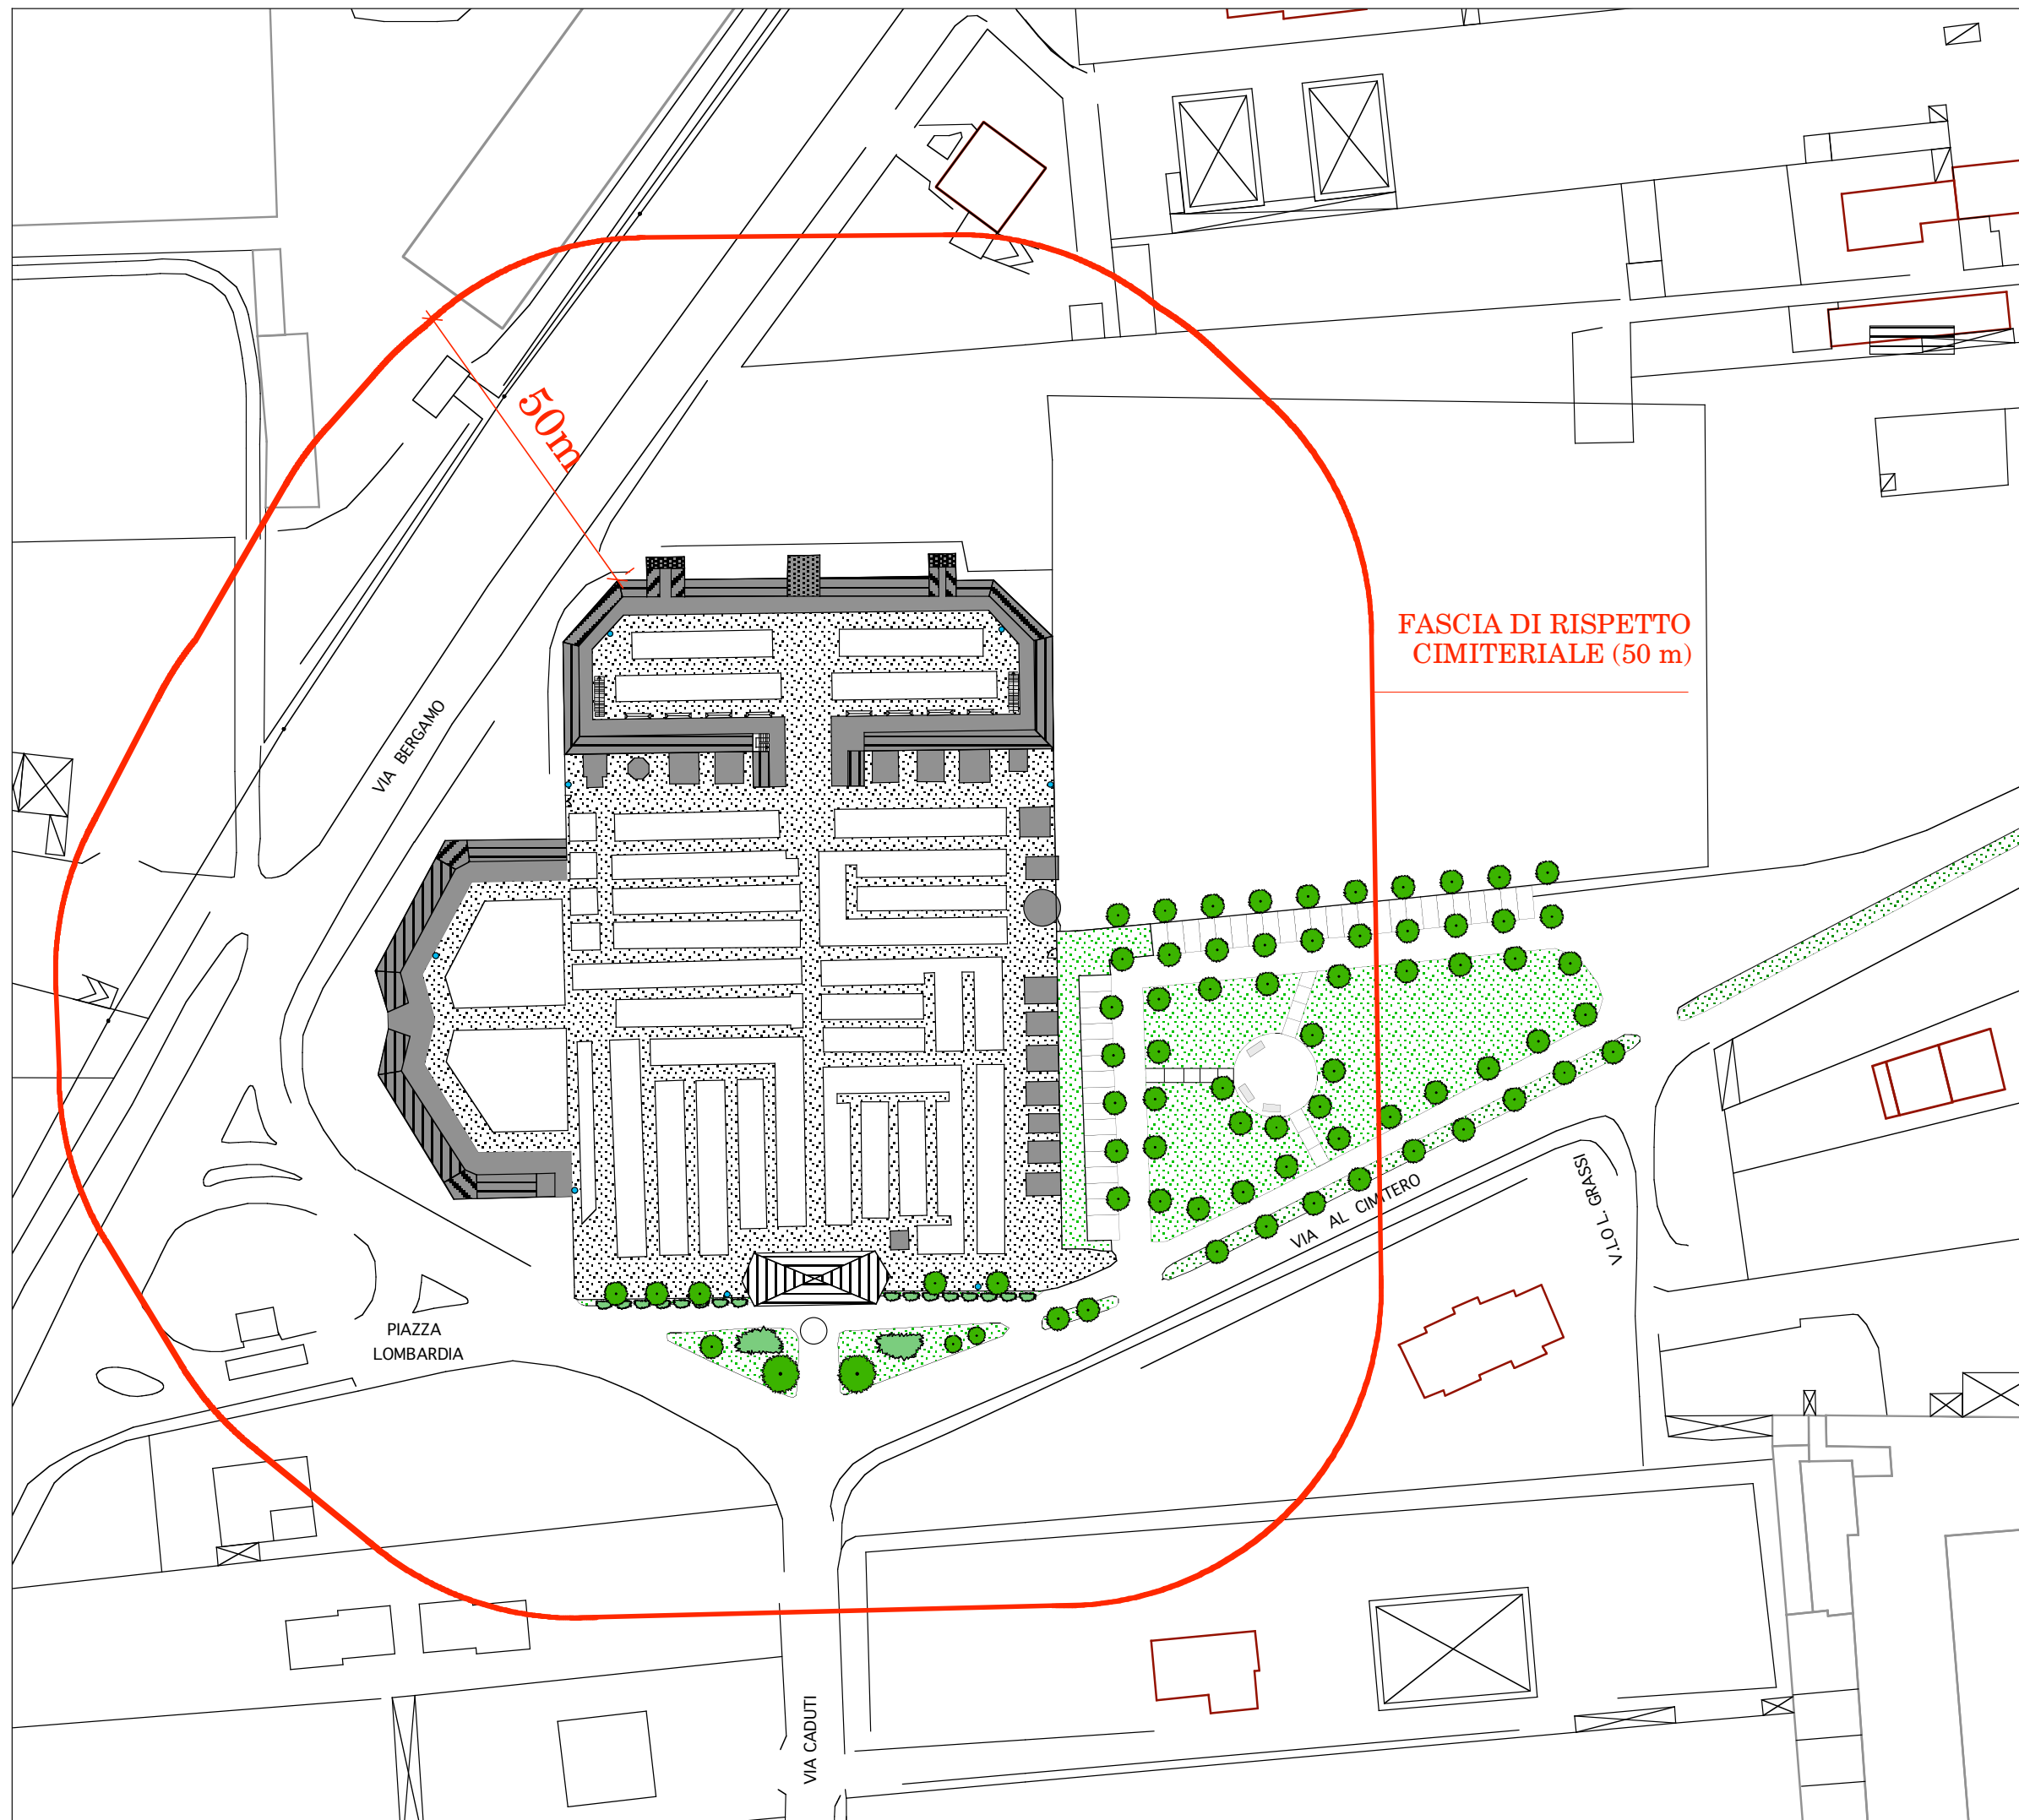 50m
FASCIA DI RISPETTO
CIMITERIALE (50 m)
VIA BERGAMO
VIA AL CIMITERO
V.LO L. GRASSI
PIAZZA
LOMBARDIA
VIA CADUTI